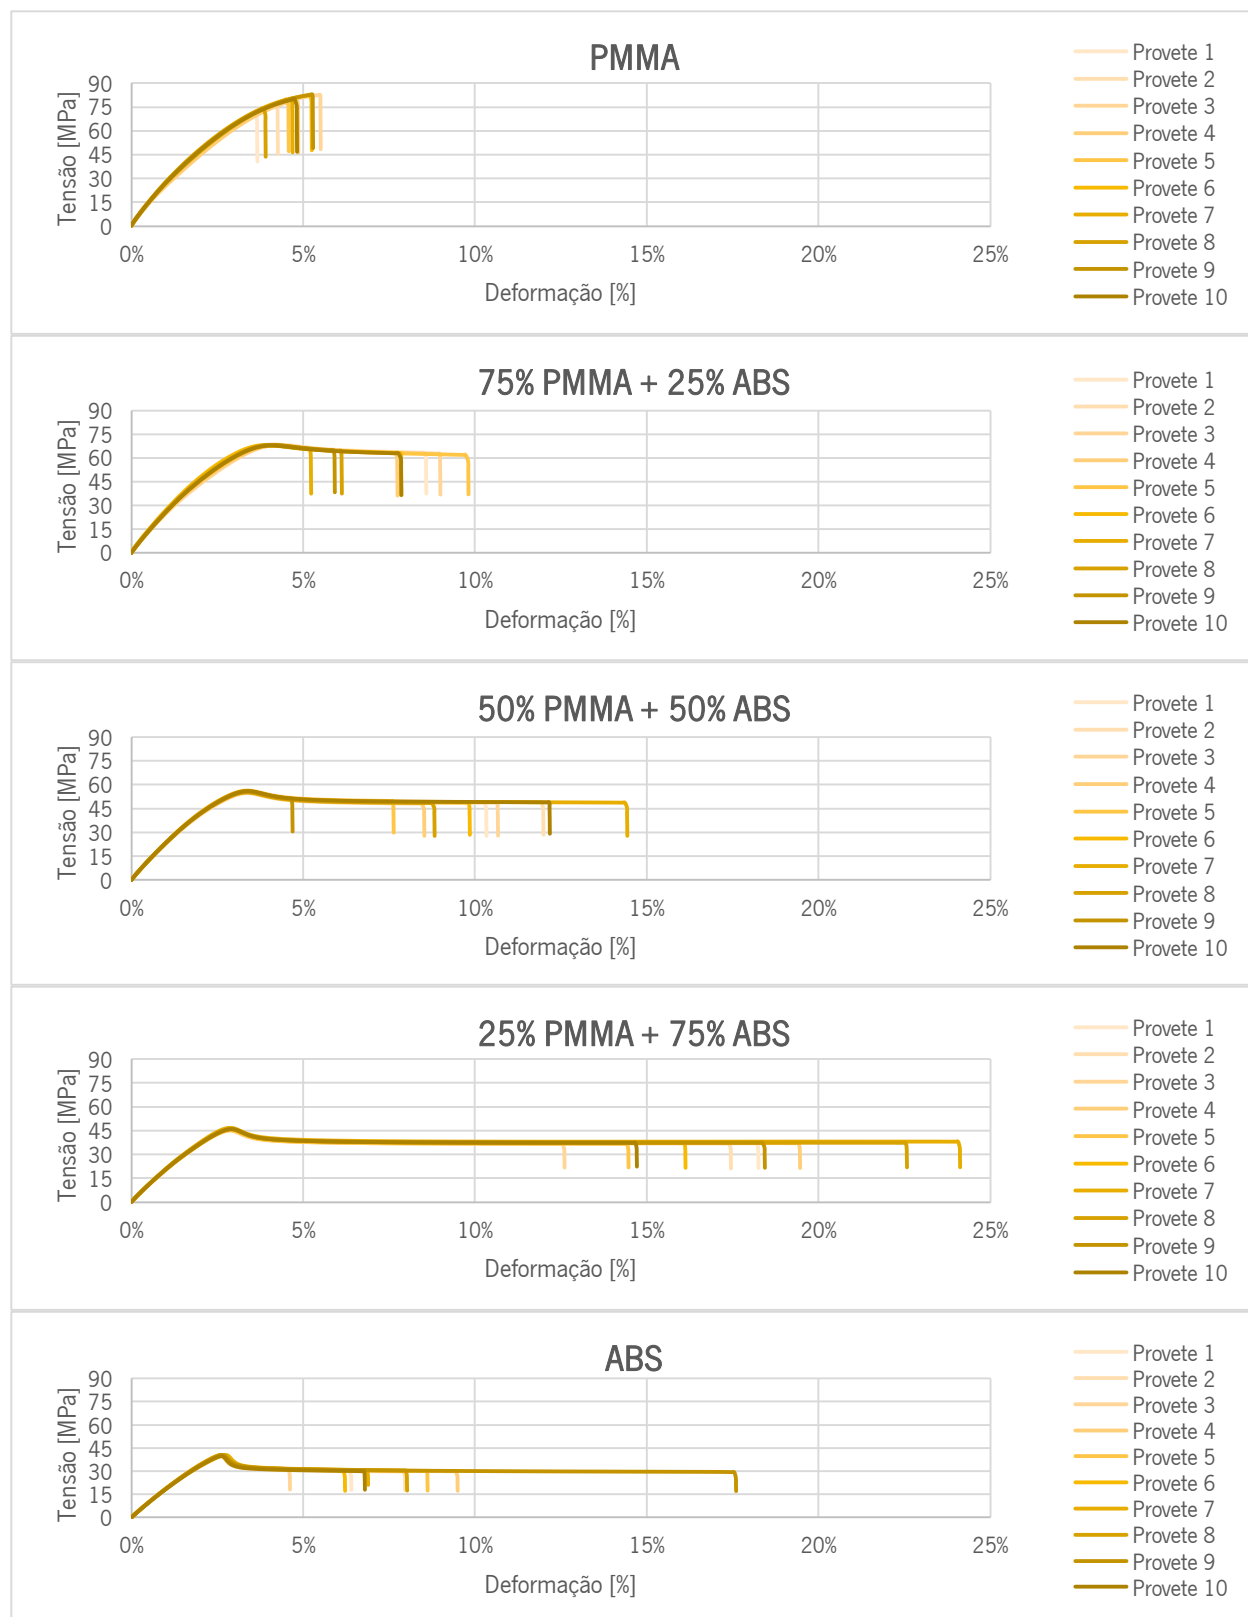 PMMA
Tensão [MPa]
90
75
60
45
30
15
0
0% 5% 10% 15% 20% 25%
Deformação [%]
Provete 1
Provete 2
Provete 3
Provete 4
Provete 5
Provete 6
Provete 7
Provete 8
Provete 9
Provete 10
75% PMMA + 25% ABS
Tensão [MPa]
90
75
60
45
30
15
0
0% 5% 10% 15% 20% 25%
Deformação [%]
Provete 1
Provete 2
Provete 3
Provete 4
Provete 5
Provete 6
Provete 7
Provete 8
Provete 9
Provete 10
50% PMMA + 50% ABS
Tensão [MPa]
90
75
60
45
30
15
0
0% 5% 10% 15% 20% 25%
Deformação [%]
Provete 1
Provete 2
Provete 3
Provete 4
Provete 5
Provete 6
Provete 7
Provete 8
Provete 9
Provete 10
25% PMMA + 75% ABS
Tensão [MPa]
90
75
60
45
30
15
0
0% 5% 10% 15% 20% 25%
Deformação [%]
Provete 1
Provete 2
Provete 3
Provete 4
Provete 5
Provete 6
Provete 7
Provete 8
Provete 9
Provete 10
ABS
Tensão [MPa]
90
75
60
45
30
15
0
0% 5% 10% 15% 20% 25%
Deformação [%]
Provete 1
Provete 2
Provete 3
Provete 4
Provete 5
Provete 6
Provete 7
Provete 8
Provete 9
Provete 10